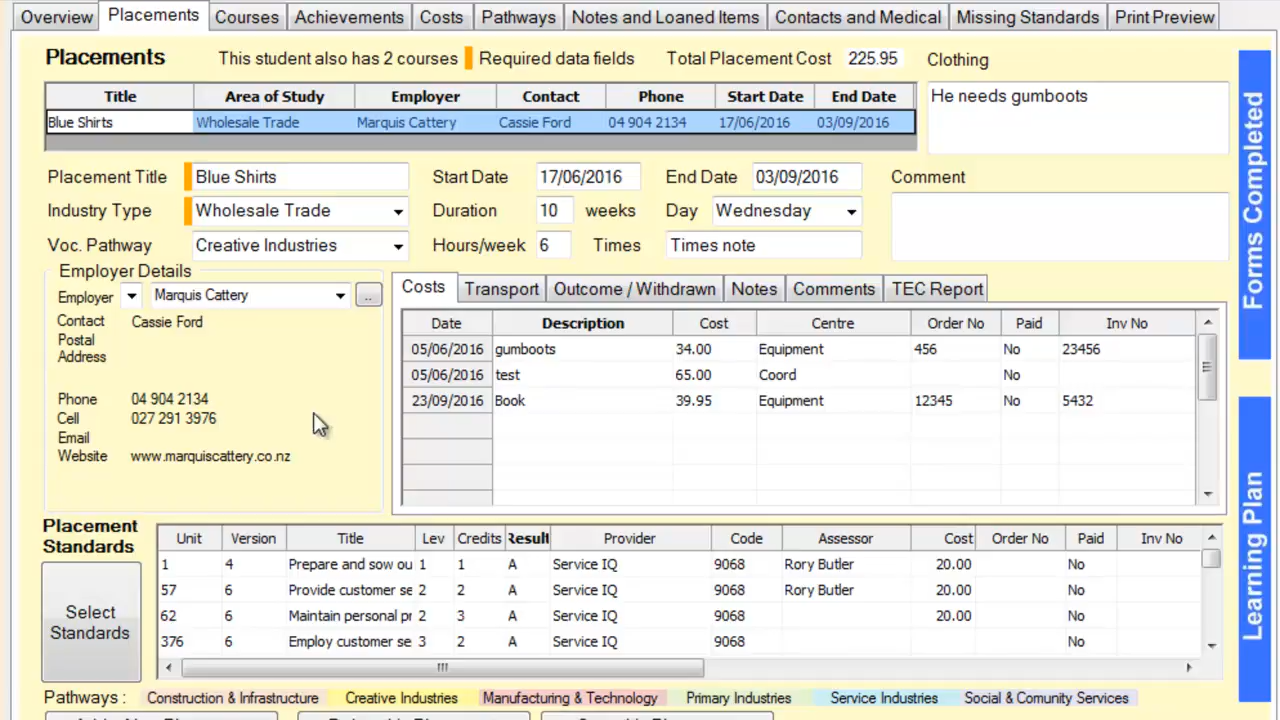 Overview Placements Courses Achievements Costs Pathways Notes and Loaned Items Contacts and Medical Missing Standards Print Preview
Placements This student also has 2 courses Required data fields Total Placement Cost 225.95 Clothing
Title Area of Study Employer Contact Phone Start Date End Date He needs gumboots
Blue Shirts Wholesale Trade Marquis Cattery Cassie Ford 04 904 2134 17/06/2016 03/09/2016
Placement Title Blue Shirts Start Date 17/06/2016 End Date 03/09/2016 Comment
Industry Type Wholesale Trade Duration 10 weeks Day Wednesday
Voc. Pathway Creative Industries Hours/week 6 Times Times note
Forms Completed
Employer Details
Employer Marquis Cattery ..
Contact Cassie Ford
Postal
Address
Phone 04 904 2134
Cell 027 291 3976
Email
Website www.marquiscattery.co.nz
Costs Transport Outcome / Withdrawn Notes Comments TEC Report
Date Description Cost Centre Order No Paid Inv No
05/06/2016 gumboots 34.00 Equipment 456 No 23456
05/06/2016 test 65.00 Coord No
23/09/2016 Book 39.95 Equipment 12345 No 5432
Learning Plan
Placement
Standards
Select
Standards
Unit Version Title Lev Credits Result Provider Code Assessor Cost Order No Paid Inv No
1 4 Prepare and sow ou 1 1 A Service IQ 9068 Rory Butler 20.00 No
57 6 Provide customer se 2 2 A Service IQ 9068 Rory Butler 20.00 No
62 6 Maintain personal pr 2 3 A Service IQ 9068 20.00 No
376 6 Employ customer se 3 2 A Service IQ 9068 No
Pathways : Construction & Infrastructure Creative Industries Manufacturing & Technology Primary Industries Service Industries Social & Comunity Services